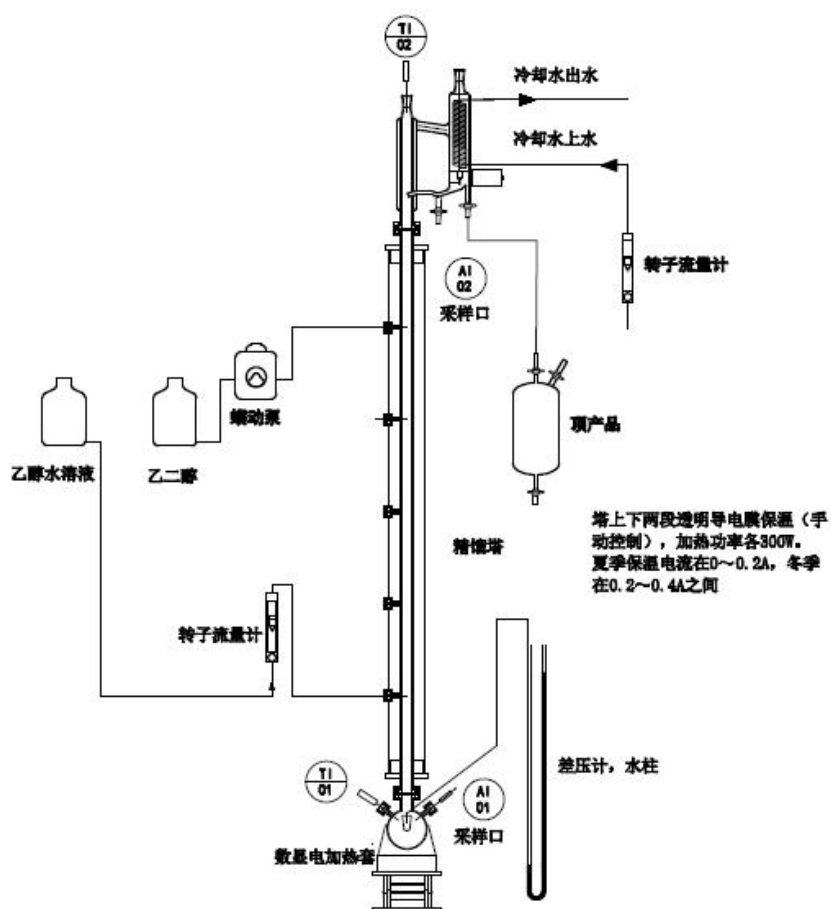 TI
02
冷却水出水
冷却水上水
转子流量计
AI
02
采样口
蠕动泵
顶产品
乙醇水溶液
乙二醇
塔上下两段透明导电膜保温（手
动控制），加热功率各300W。
夏季保温电流在0～0.2A，冬季
在0.2～0.4A之间
精馏塔
转子流量计
差压计，水柱
TI
01
AI
01
采样口
数显电加热套